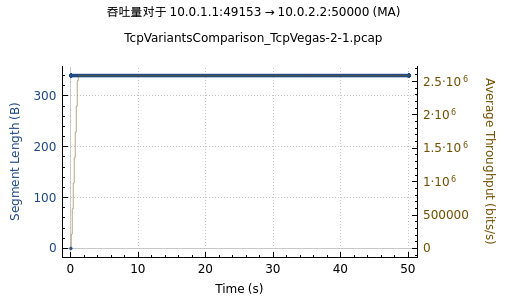 吞吐量对于 10.0.1.1:49153 → 10.0.2.2:50000 (MA)
TcpVariantsComparison_TcpVegas-2-1.pcap
Segment Length (B)
300
200
100
0
2.5·10⁶
2·10⁶
1.5·10⁶
1·10⁶
500000
0
Average Throughput (bits/s)
0 10 20 30 40 50
Time (s)